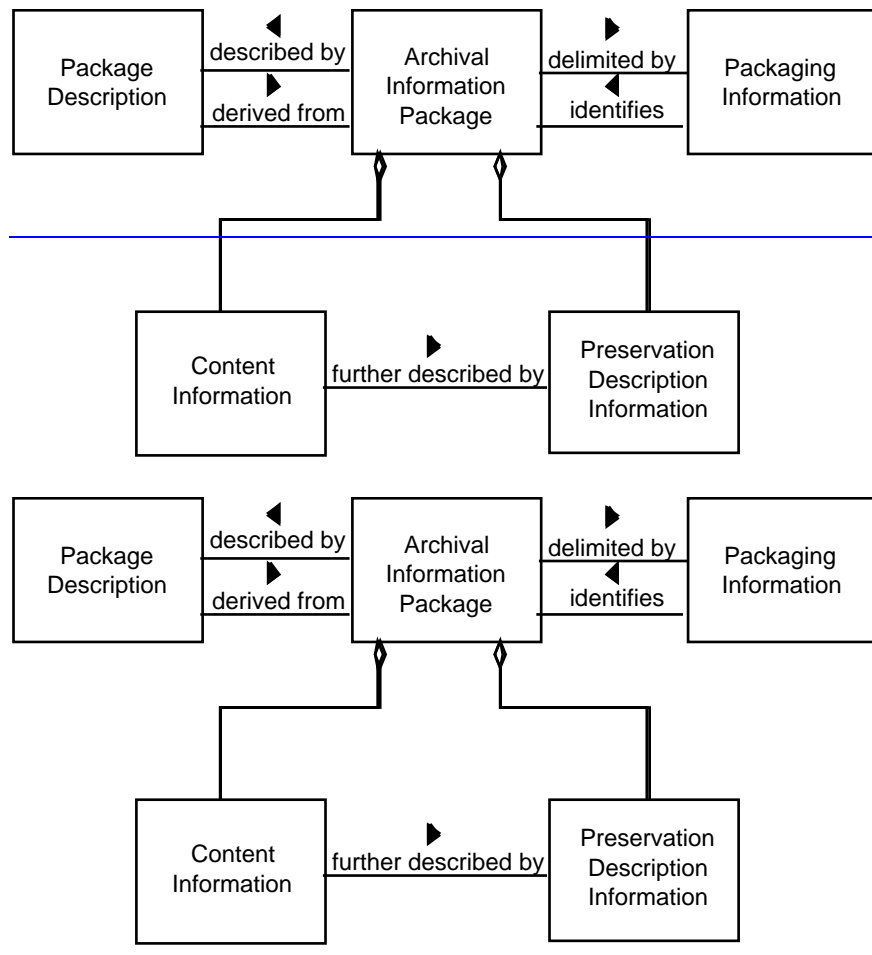 Package
Description
described by
derived from
Archival
Information
Package
delimited by
identifies
Packaging
Information
Content
Information
further described by
Preservation
Description
Information
Package
Description
described by
derived from
Archival
Information
Package
delimited by
identifies
Packaging
Information
Content
Information
further described by
Preservation
Description
Information